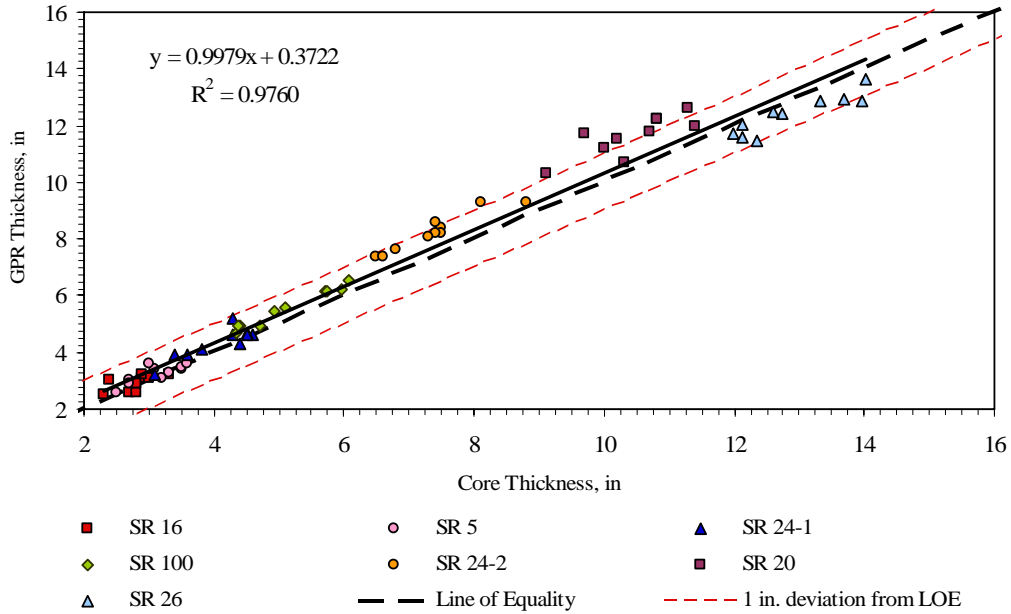 y = 0.9979x + 0.3722
R² = 0.9760
GPR Thickness, in
16
14
12
10
8
6
4
2
2 4 6 8 10 12 14 16
Core Thickness, in
SR 16 SR 5 SR 24-1
SR 100 SR 24-2 SR 20
SR 26 Line of Equality 1 in. deviation from LOE